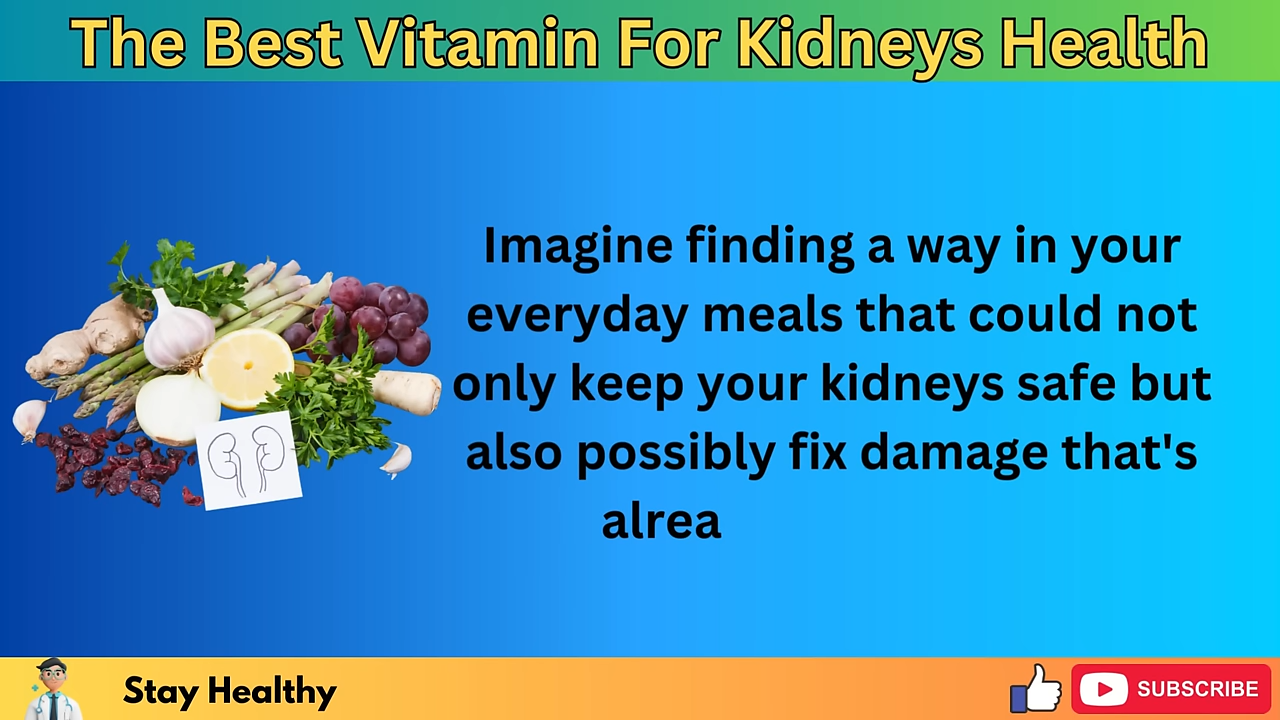 The Best Vitamin For Kidneys Health
Imagine finding a way in your
everyday meals that could not
only keep your kidneys safe but
also possibly fix damage that's
alrea
Stay Healthy
SUBSCRIBE